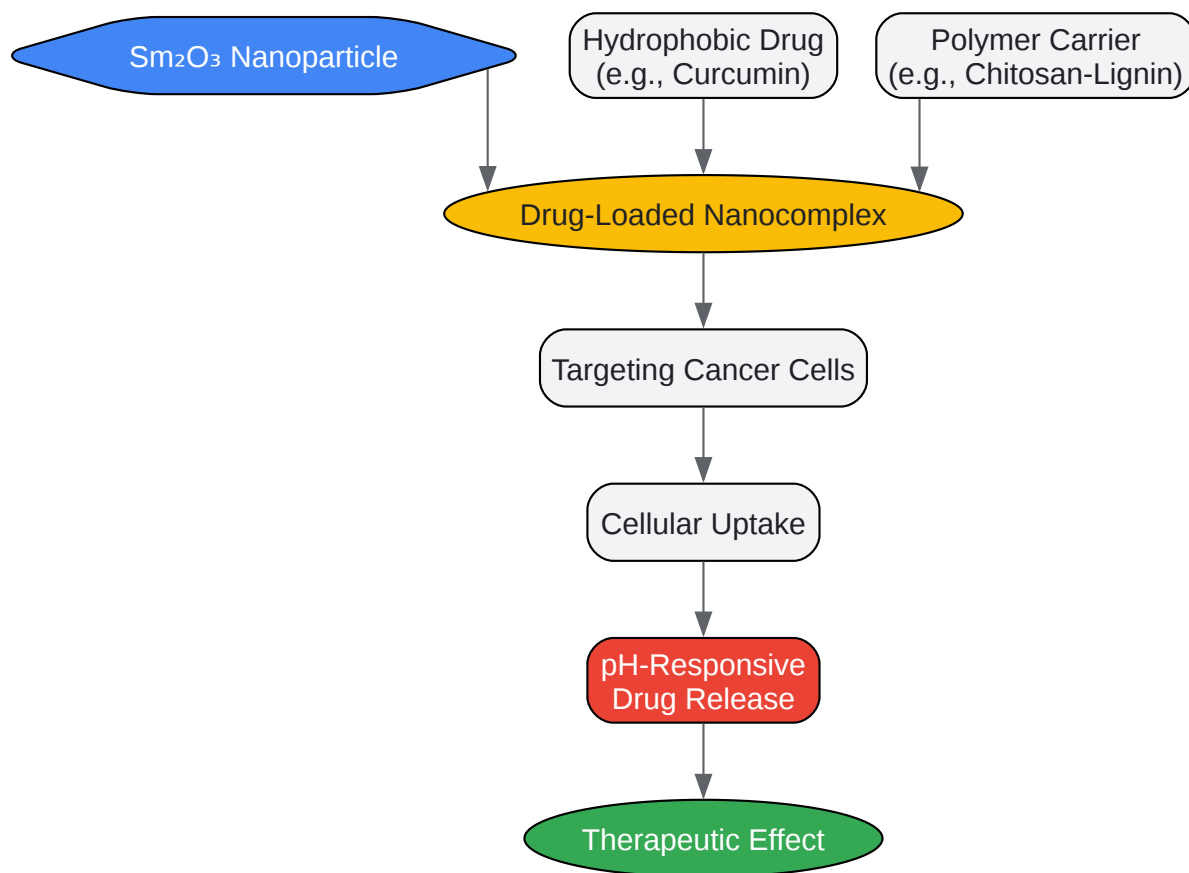 Sm₂O₃ Nanoparticle
Hydrophobic Drug
(e.g., Curcumin)
Polymer Carrier
(e.g., Chitosan-Lignin)
Drug-Loaded Nanocomplex
Targeting Cancer Cells
Cellular Uptake
pH-Responsive
Drug Release
Therapeutic Effect